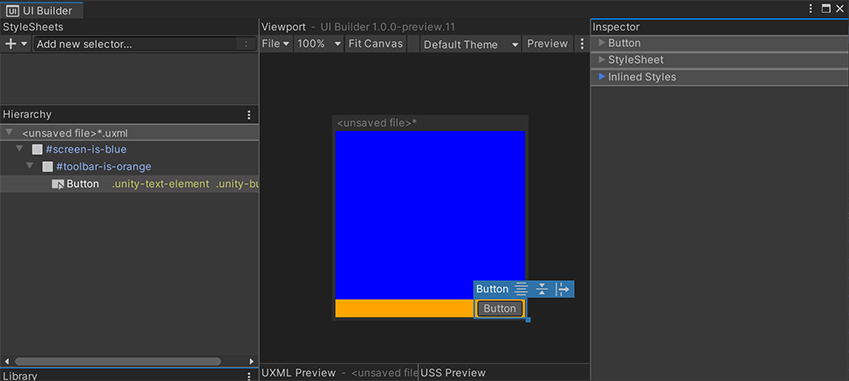 UI Builder
StyleSheets
Add new selector...
Hierarchy
<unsaved file>*.uxml
#screen-is-blue
#toolbar-is-orange
Button .unity-text-element .unity-bu
Library
Viewport - UI Builder 1.0.0-preview.11
File 100% Fit Canvas Default Theme Preview
<unsaved file>*
Button
Button
UXML Preview - <unsaved file
USS Preview
Inspector
Button
StyleSheet
Inlined Styles